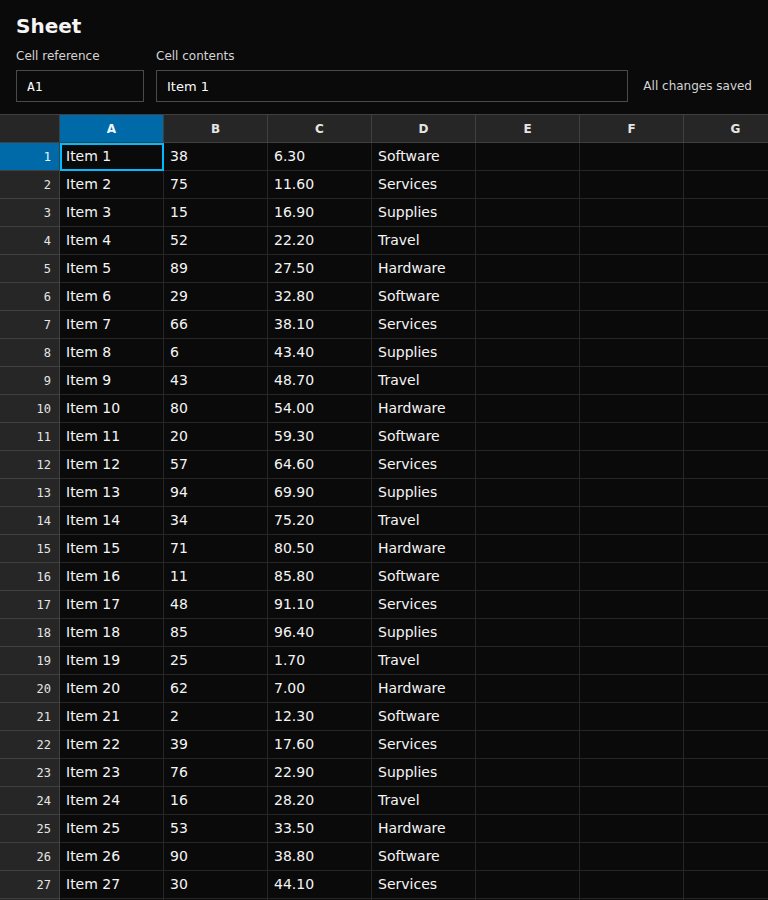 Sheet
Cell reference Cell contents
A1 Item 1 All changes saved
A B C D E F G
1 Item 1 38 6.30 Software
2 Item 2 75 11.60 Services
3 Item 3 15 16.90 Supplies
4 Item 4 52 22.20 Travel
5 Item 5 89 27.50 Hardware
6 Item 6 29 32.80 Software
7 Item 7 66 38.10 Services
8 Item 8 6 43.40 Supplies
9 Item 9 43 48.70 Travel
10 Item 10 80 54.00 Hardware
11 Item 11 20 59.30 Software
12 Item 12 57 64.60 Services
13 Item 13 94 69.90 Supplies
14 Item 14 34 75.20 Travel
15 Item 15 71 80.50 Hardware
16 Item 16 11 85.80 Software
17 Item 17 48 91.10 Services
18 Item 18 85 96.40 Supplies
19 Item 19 25 1.70 Travel
20 Item 20 62 7.00 Hardware
21 Item 21 2 12.30 Software
22 Item 22 39 17.60 Services
23 Item 23 76 22.90 Supplies
24 Item 24 16 28.20 Travel
25 Item 25 53 33.50 Hardware
26 Item 26 90 38.80 Software
27 Item 27 30 44.10 Services